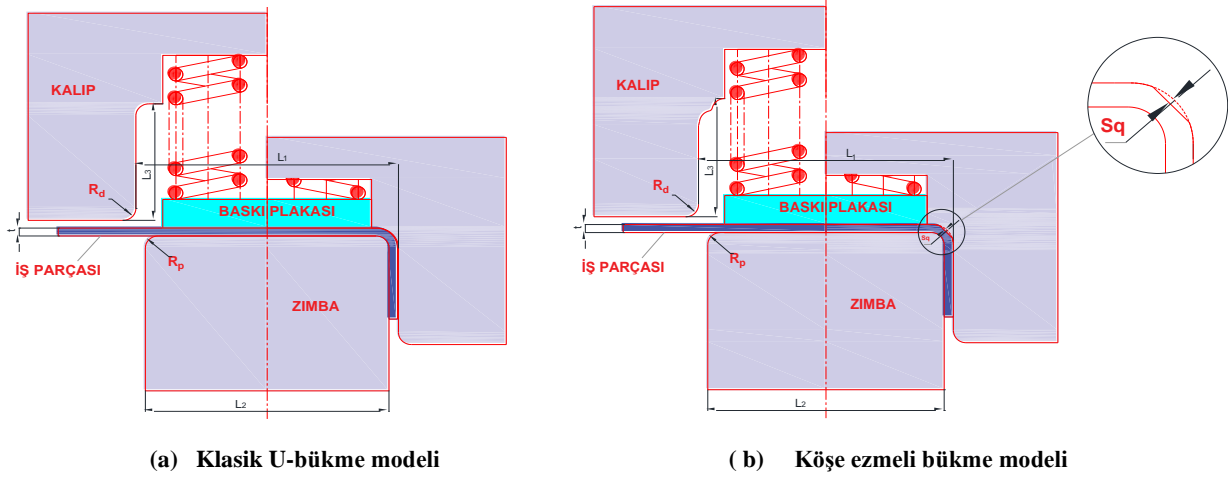 KALIP
L3
L1
Rd
BASKI PLAKASI
t
İŞ PARÇASI
Rp
ZIMBA
L2
(a) Klasik U-bükme modeli
KALIP
L3
L1
Rd
BASKI PLAKASI
t
İŞ PARÇASI
Rp
Sq
ZIMBA
L2
Sq
( b) Köşe ezmeli bükme modeli